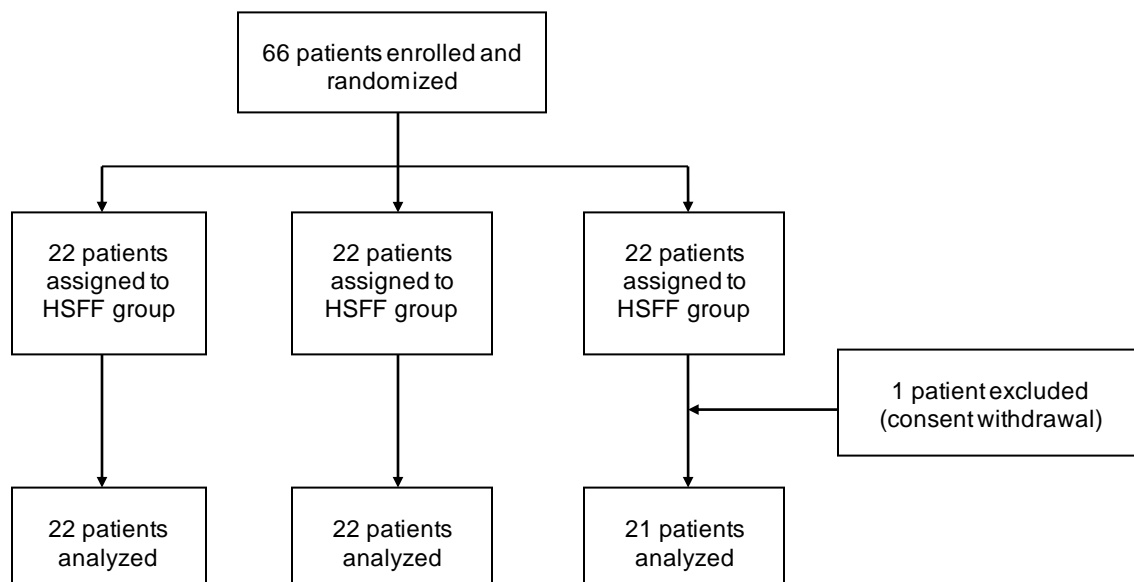 66 patients enrolled and
randomized
22 patients
assigned to
HSFF group
22 patients
assigned to
HSFF group
22 patients
assigned to
HSFF group
1 patient excluded
(consent withdrawal)
22 patients
analyzed
22 patients
analyzed
21 patients
analyzed